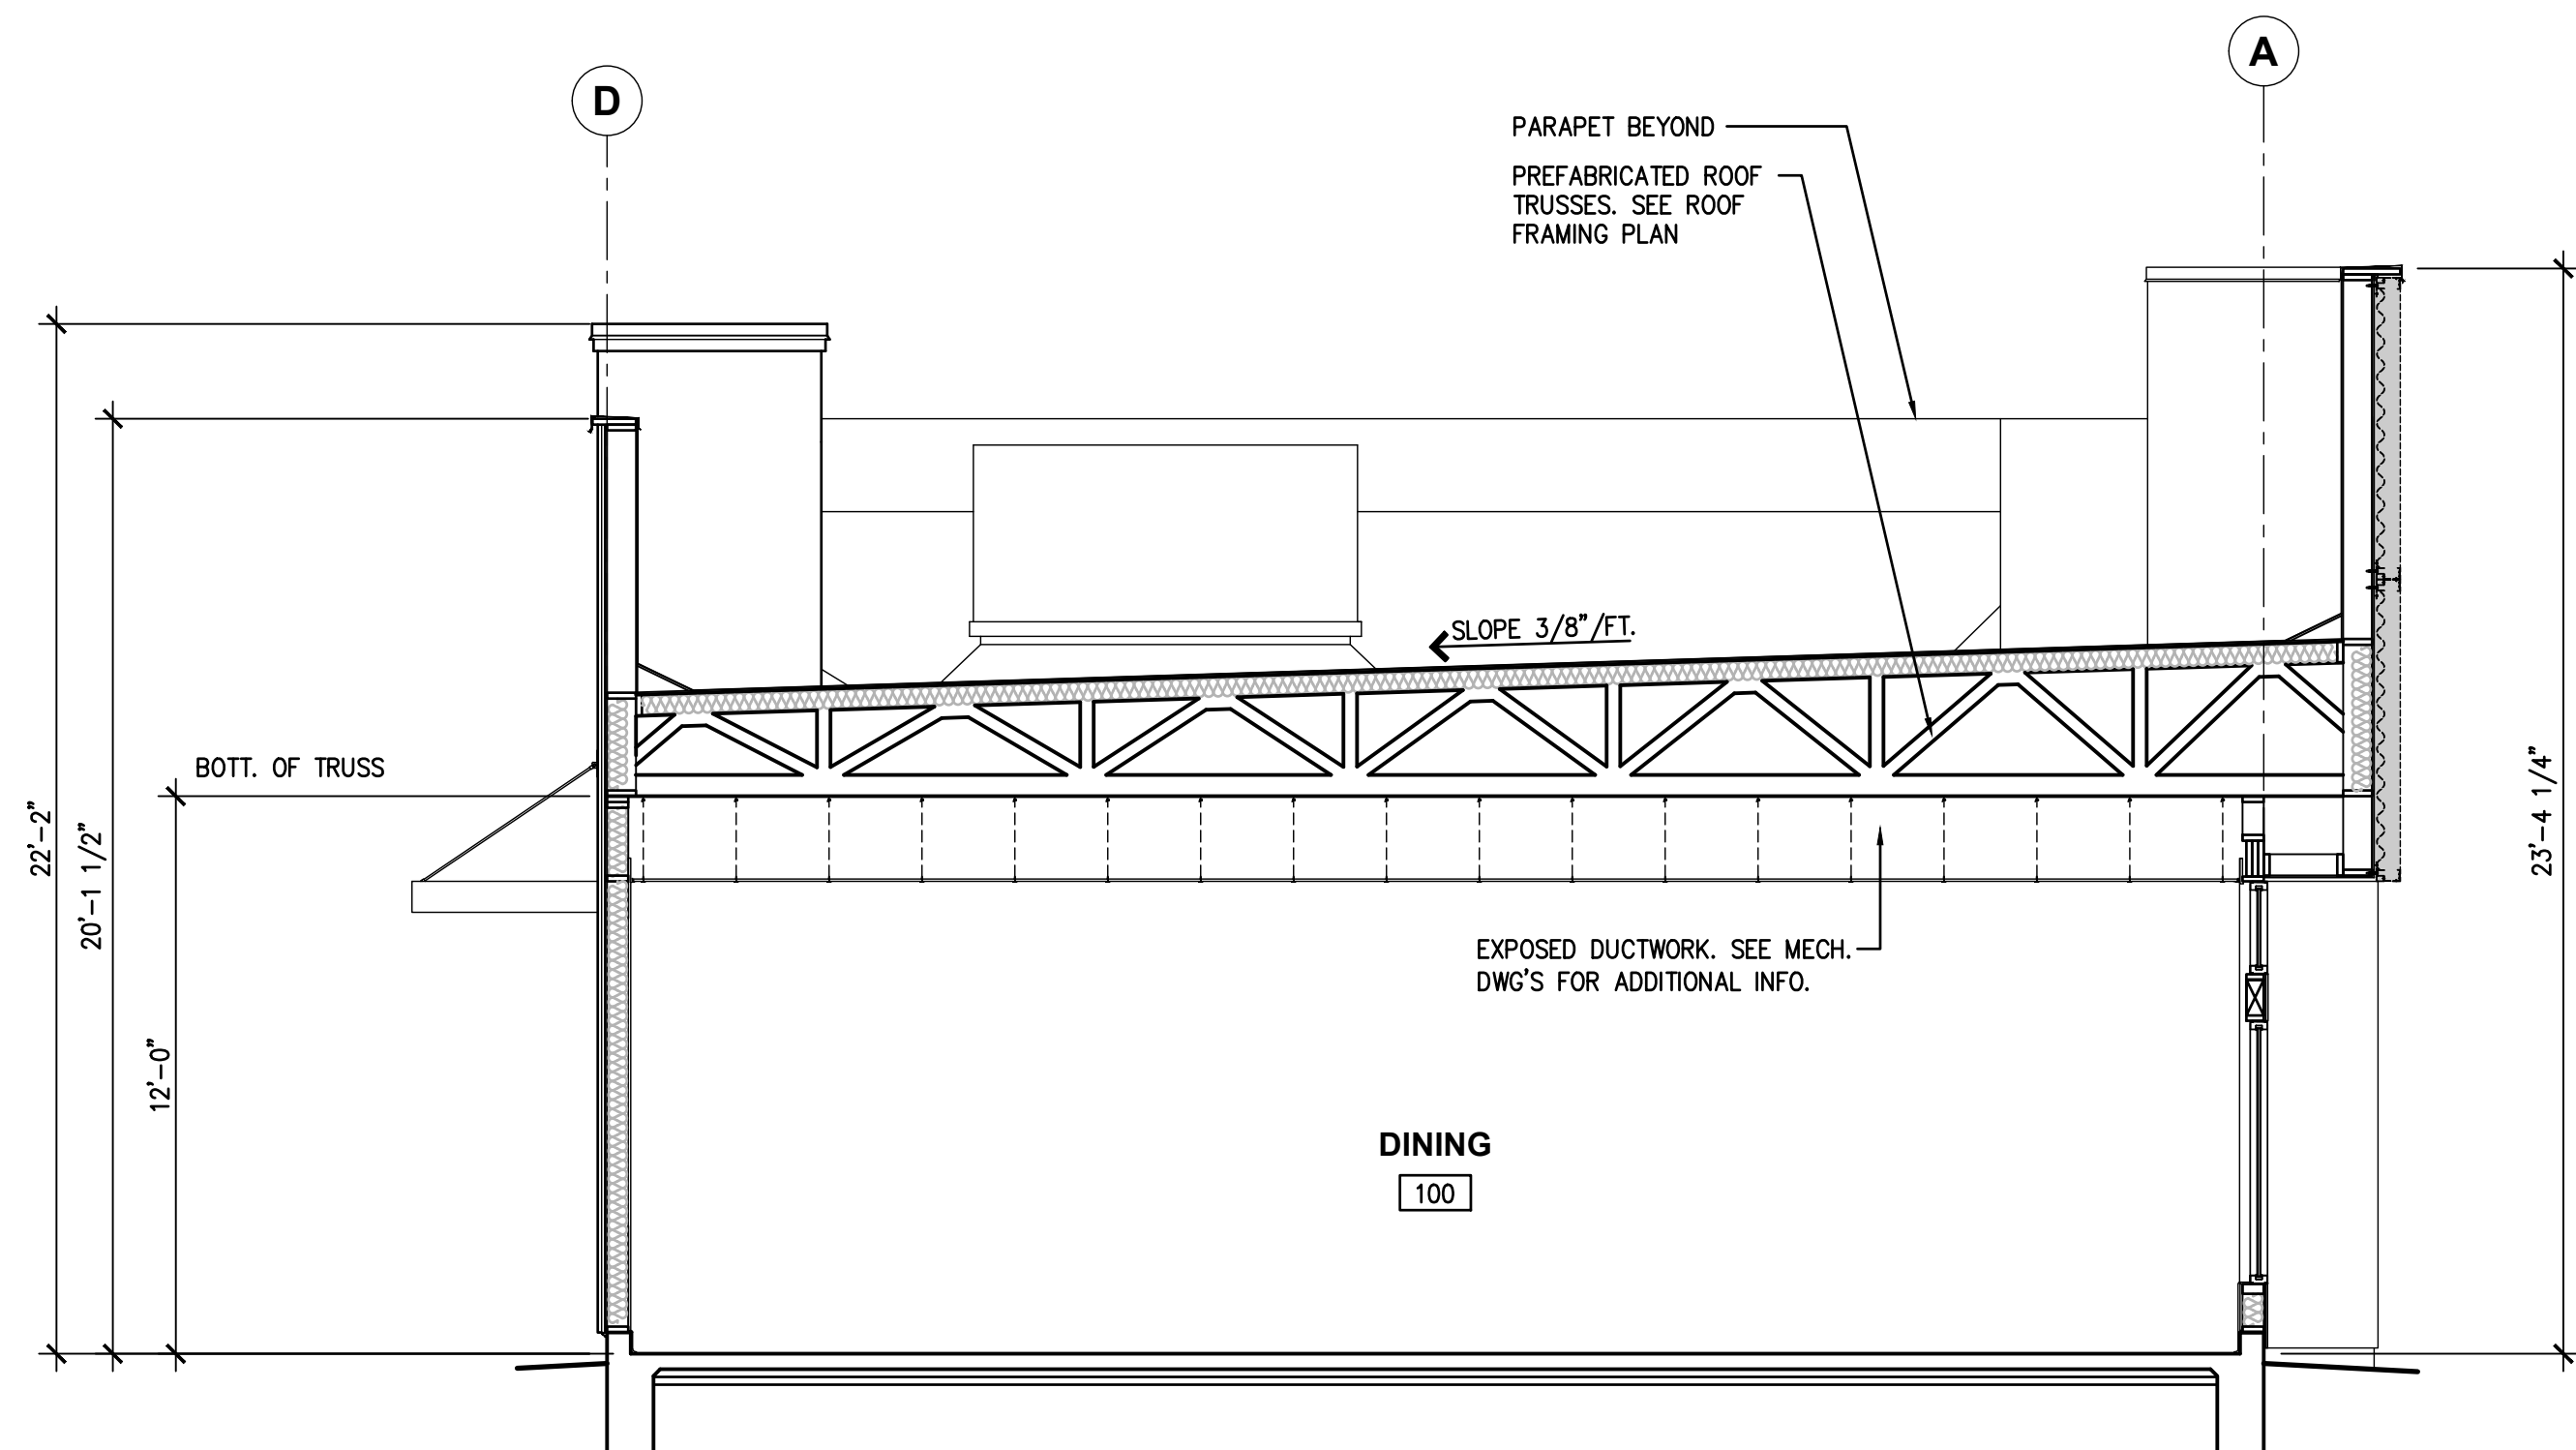 A
D
PARAPET BEYOND
PREFABRICATED ROOF
TRUSSES. SEE ROOF
FRAMING PLAN
SLOPE 3/8"/FT.
BOTT. OF TRUSS
22'-2"
20'-1 1/2"
12'-0"
23'-4 1/4"
EXPOSED DUCTWORK. SEE MECH.
DWG'S FOR ADDITIONAL INFO.
DINING
100